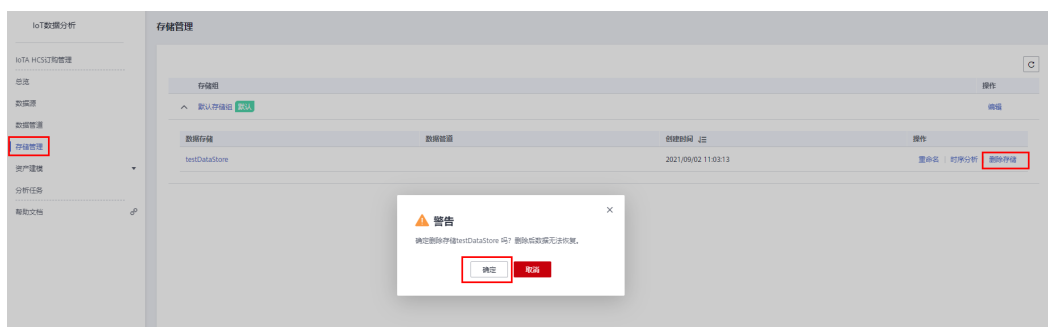 IoT数据分析
存储管理
IoTA HCS订购管理
总览
数据源
数据管道
存储管理
资产建模
分析任务
帮助文档
存储组 操作
默认存储组 默认 编辑
数据存储 数据管道 创建时间 操作
testDataStore 2021/09/02 11:03:13 重命名 时序分析 删除存储
警告
确定删除存储testDataStore 吗？删除后数据无法恢复。
确定 取消